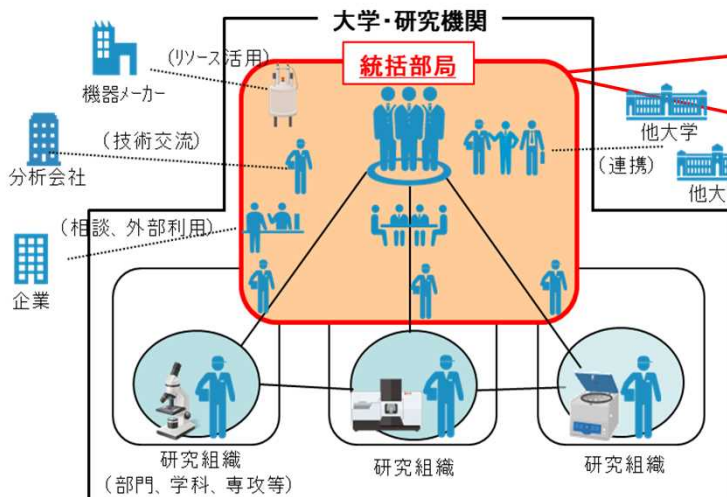 大学・研究機関
統括部局
(リソース活用)
機器メーカー
(技術交流)
分析会社
(相談、外部利用)
企業
他大学
(連携)
他大
研究組織
(部門、学科、専攻等)
研究組織
研究組織